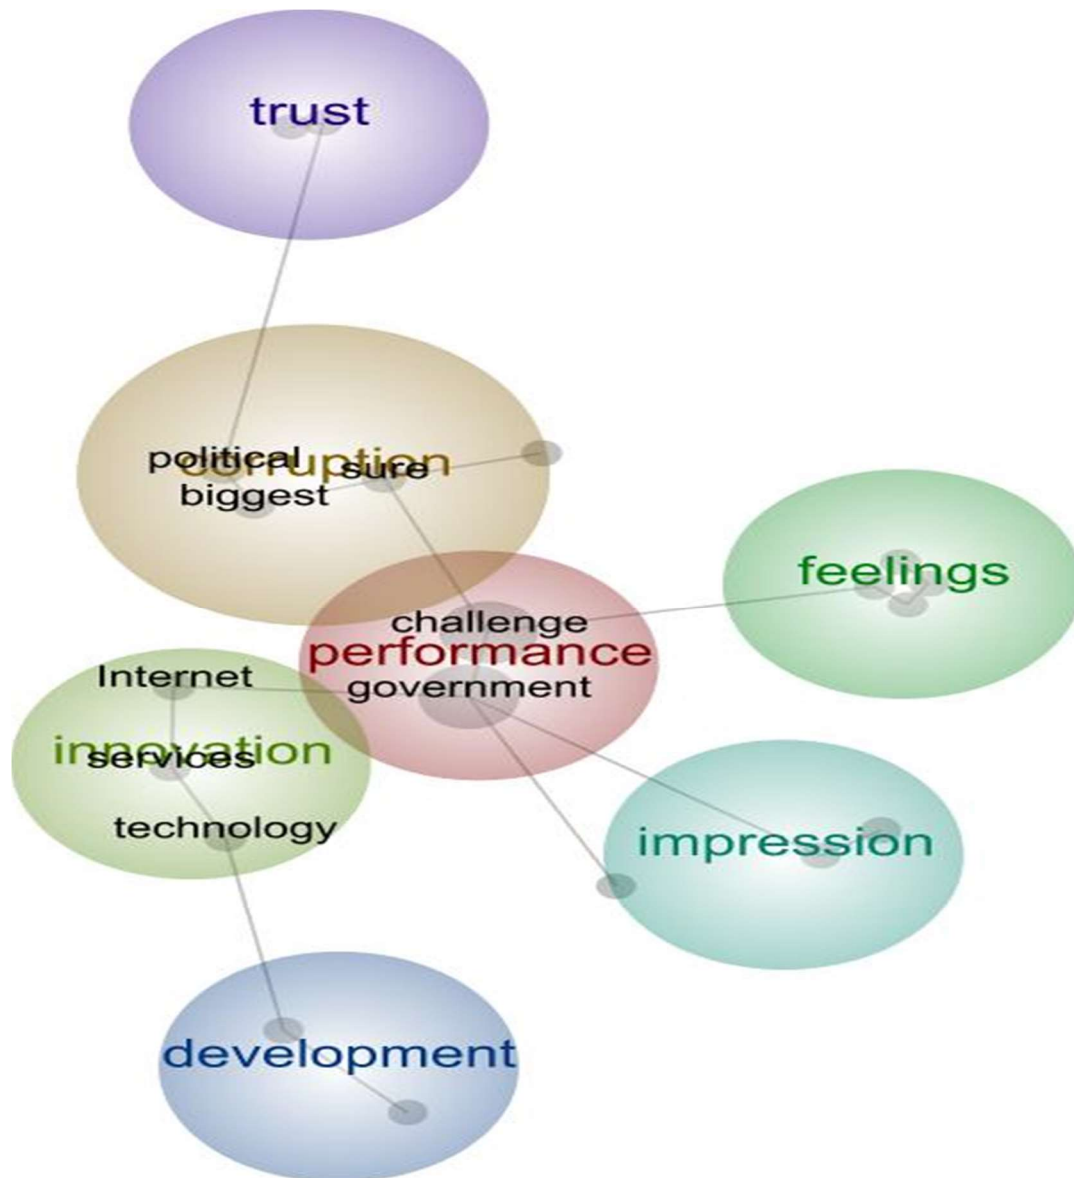 trust
political
corruption
sure
biggest
feelings
challenge
performance
government
Internet
innovation
services
technology
impression
development